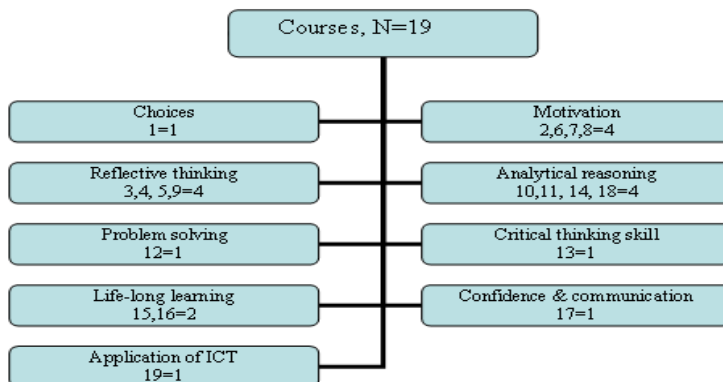 Courses, N=19
Choices
1=1
Motivation
2,6,7,8=4
Reflective thinking
3,4, 5,9=4
Analytical reasoning
10,11, 14, 18=4
Problem solving
12=1
Critical thinking skill
13=1
Life-long learning
15,16=2
Confidence & communication
17=1
Application of ICT
19=1